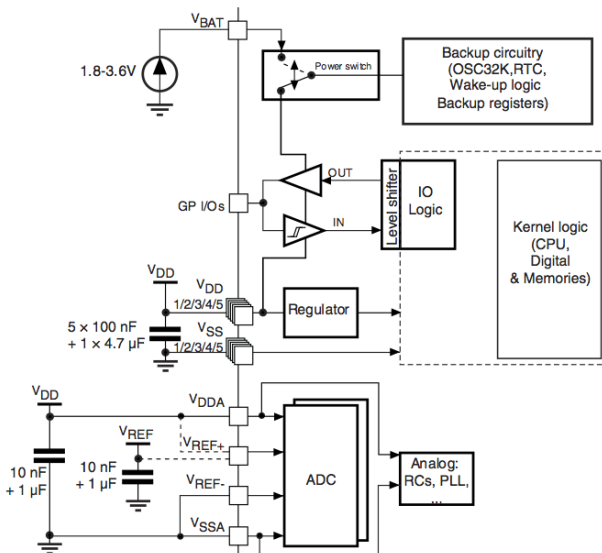 VBAT
1.8-3.6V
Power switch
Backup circuitry
(OSC32K,RTC,
Wake-up logic
Backup registers)
OUT
GP I/Os
IN
Level shifter
IO
Logic
Kernel logic
(CPU,
Digital
& Memories)
VDD
VDD
1/2/3/4/5
Regulator
5 × 100 nF
+ 1 × 4.7 µF
VSS
1/2/3/4/5
VDD
VDDA
VREF
VREF+
10 nF
+ 1 µF
10 nF
+ 1 µF
VREF-
ADC
Analog:
RCs, PLL,
...
VSSA